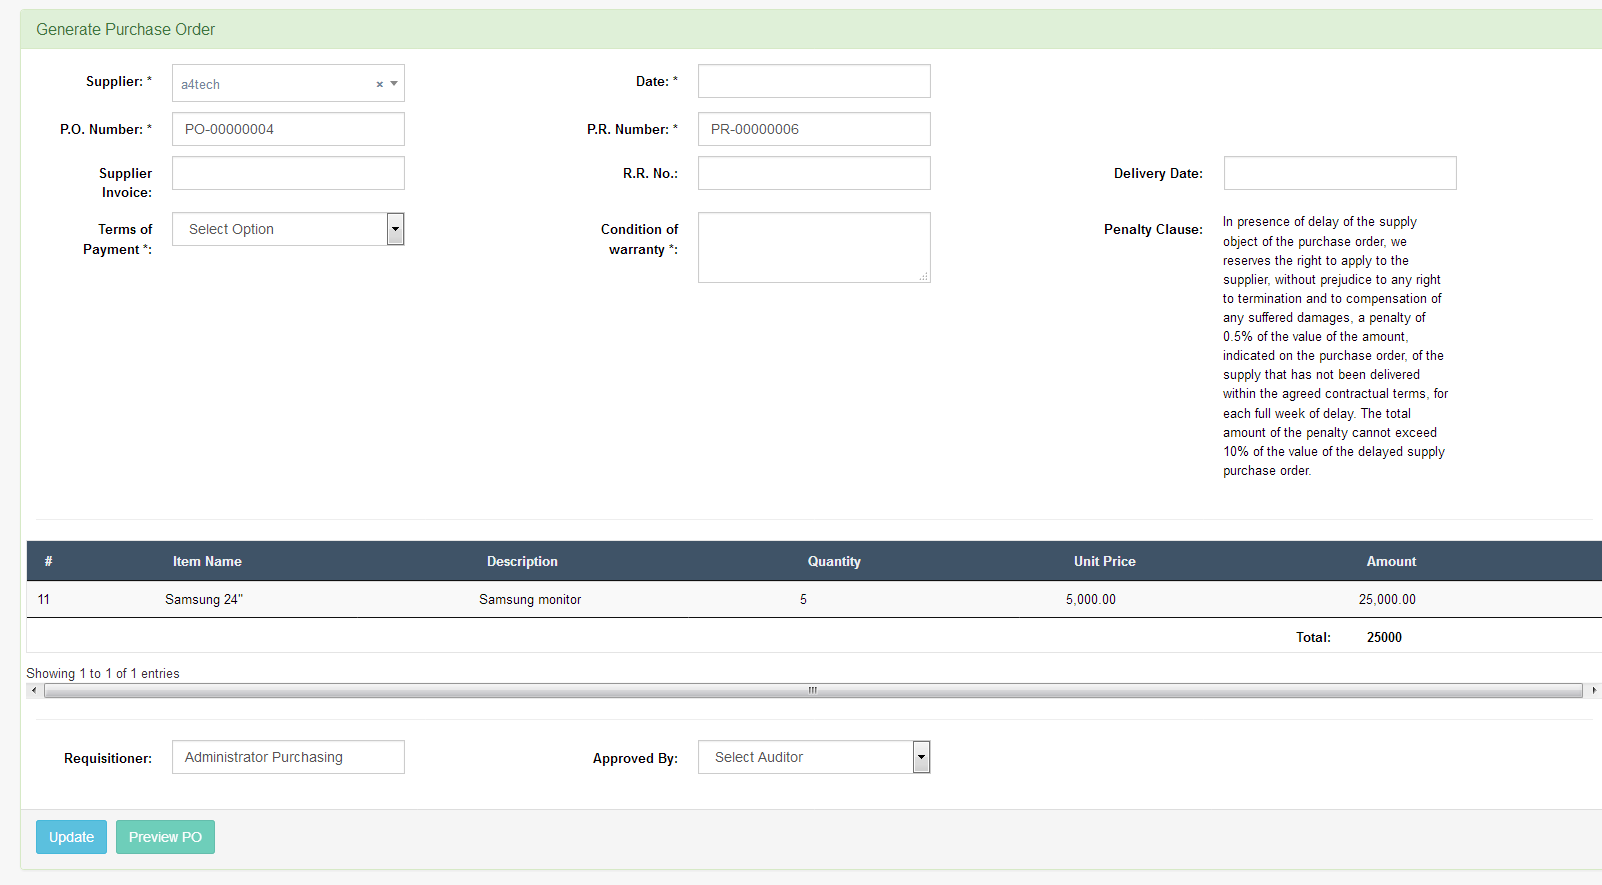 Generate Purchase Order
Supplier: *
a4tech
×
Date: *
P.O. Number: *
PO-00000004
P.R. Number: *
PR-00000006
Supplier
Invoice:
R.R. No.:
Delivery Date:
Terms of
Payment *:
Select Option
Condition of
warranty *:
Penalty Clause:
In presence of delay of the supply
object of the purchase order, we
reserves the right to apply to the
supplier, without prejudice to any right
to termination and to compensation of
any suffered damages, a penalty of
0.5% of the value of the amount,
indicated on the purchase order, of the
supply that has not been delivered
within the agreed contractual terms, for
each full week of delay. The total
amount of the penalty cannot exceed
10% of the value of the delayed supply
purchase order.
# Item Name Description Quantity Unit Price Amount
11 Samsung 24" Samsung monitor 5 5,000.00 25,000.00
Total: 25000
Showing 1 to 1 of 1 entries
Requisitioner:
Administrator Purchasing
Approved By:
Select Auditor
Update
Preview PO